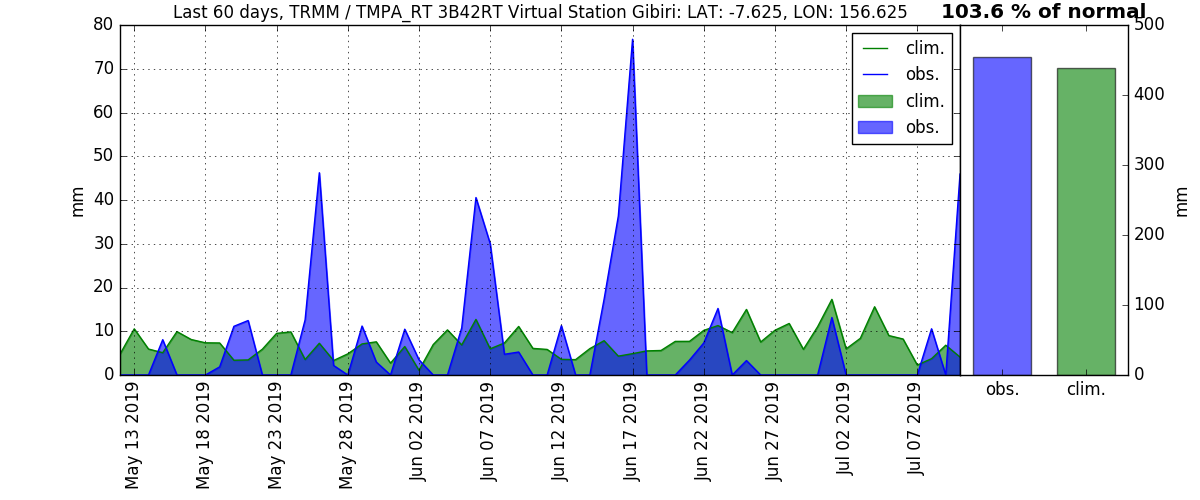 Last 60 days, TRMM / TMPA_RT 3B42RT Virtual Station Gibiri: LAT: -7.625, LON: 156.625
103.6 % of normal
80
70
60
50
40
30
20
10
0
mm
clim.
obs.
clim.
obs.
May 13 2019
May 18 2019
May 23 2019
May 28 2019
Jun 02 2019
Jun 07 2019
Jun 12 2019
Jun 17 2019
Jun 22 2019
Jun 27 2019
Jul 02 2019
Jul 07 2019
500
400
300
200
100
0
mm
obs.
clim.